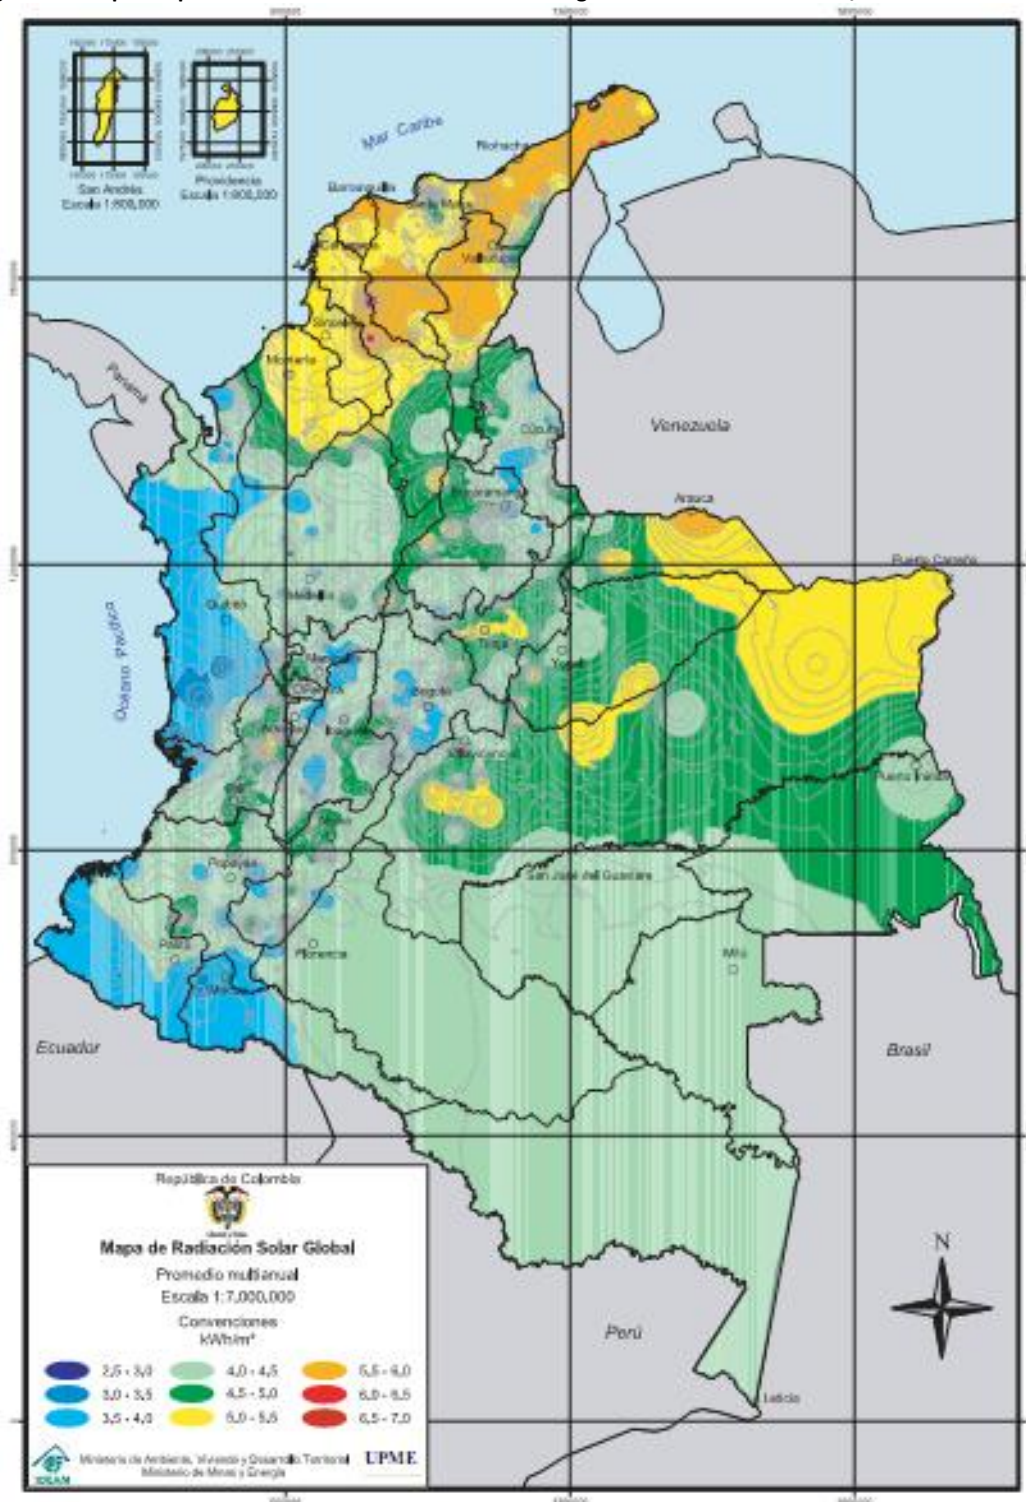 San Andrés
Escala 1:600,000
Providencia
Escala 1:600,000
Mar Caribe
Riohacha
Barranquilla
Santa Marta
Cartagena
Valledupar
Sincelejo
Montería
Panamá
Venezuela
Cúcuta
Bucaramanga
Arauca
Puerto Carreño
Medellín
Quibdó
Océano Pacífico
Tunja
Yopal
Manizales
Pereira
Bogotá
Armenia
Ibagué
Villavicencio
Puerto Inírida
Cali
Neiva
Popayán
San José del Guaviare
Pasto
Florencia
Mitú
Mocoa
Ecuador
Brasil
República de Colombia
Mapa de Radiación Solar Global
Promedio multianual
Escala 1:7,000,000
Convenciones
kWh/m²
2,5 - 3,0
4,0 - 4,5
5,5 - 6,0
3,0 - 3,5
4,5 - 5,0
6,0 - 6,5
3,5 - 4,0
5,0 - 5,5
6,5 - 7,0
IDEAM
Ministerio de Ambiente, Vivienda y Desarrollo Territorial
Ministerio de Minas y Energía
UPME
N
Perú
Leticia